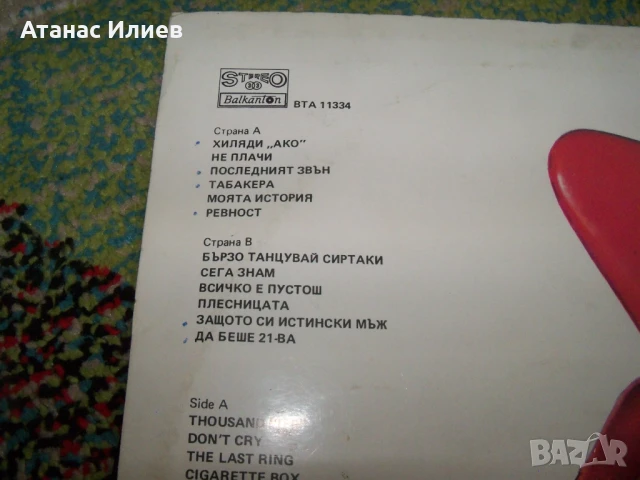 Атанас Илиев
STEREO
Balkanton
ВТА 11334
Страна А
ХИЛЯДИ „АКО"
НЕ ПЛАЧИ
ПОСЛЕДНИЯТ ЗВЪН
ТАБАКЕРА
МОЯТА ИСТОРИЯ
РЕВНОСТ
Страна В
БЪРЗО ТАНЦУВАЙ СИРТАКИ
СЕГА ЗНАМ
ВСИЧКО Е ПУСТОШ
ПЛЕСНИЦАТА
ЗАЩОТО СИ ИСТИНСКИ МЪЖ
ДА БЕШЕ 21-ВА
Side A
THOUSAND
DON'T CRY
THE LAST RING
CIGARETTE BOX
BAZAR